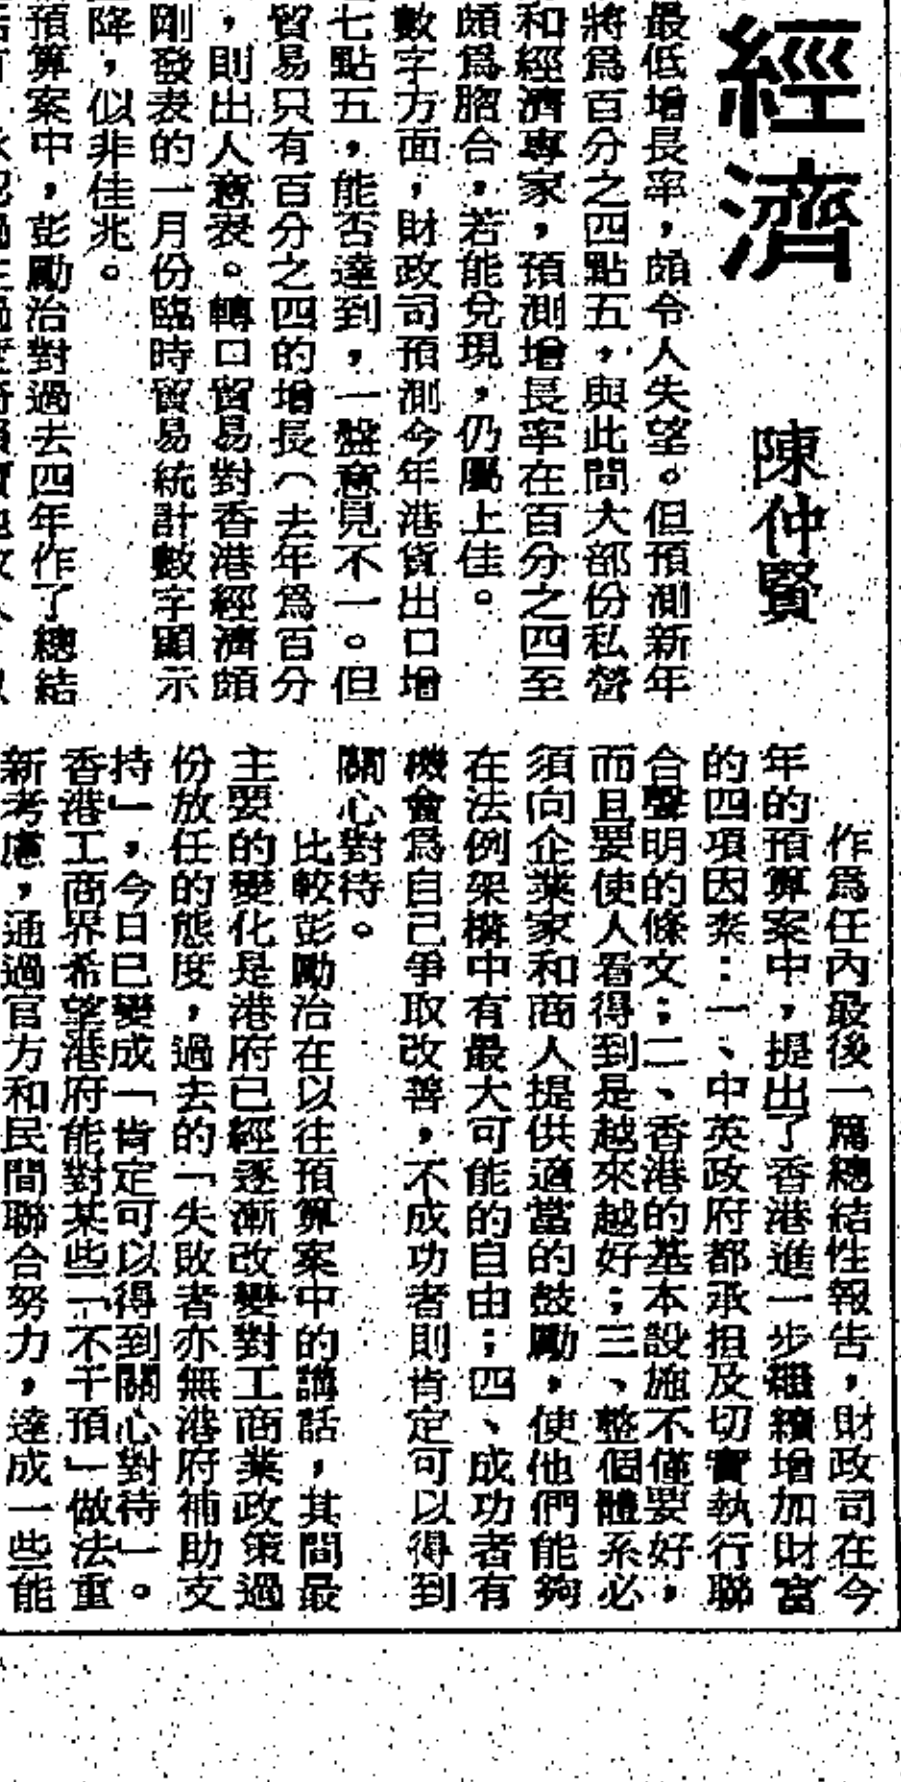 經濟
陳仲賢
最低增長率，頗令人失望。但預測新年
將爲百分之四點五，與此間大部份私營
和經濟專家，預測增長率在百分之四至
頗爲脗合，若能兌現，仍屬上佳。
數字方面，財政司預測今年港貨出口增
七點五，能否達到，一盤意見不一。但
貿易只有百分之四的增長（去年爲百分
，則出人意表。轉口貿易對香港經濟頗
剛發表的一月份臨時貿易統計數字顯示
降，似非佳兆。
預算案中，彭勵治對過去四年作了總結
作爲任內最後一篇總結性報告，財政司在今
年的預算案中，提出了香港進一步繼續增加財富
的四項因素：一、中英政府都承担及切實執行聯
合聲明的條文；二、香港的基本設施不僅要好，
而且要使人看得到是越來越好；三、整個體系必
須向企業家和商人提供適當的鼓勵，使他們能夠
在法例架構中有最大可能的自由；四、成功者有
機會爲自己爭取改善，不成功者則肯定可以得到
關心對待。
比較彭勵治在以往預算案中的講話，其間最
主要的變化是港府已經逐漸改變對工商業政策過
份放任的態度，過去的「失敗者亦無港府補助支
持」，今日已變成「肯定可以得到關心對待」。
香港工商界希望港府能對某些「不干預」做法重
新考慮，通過官方和民間聯合努力，達成一些能